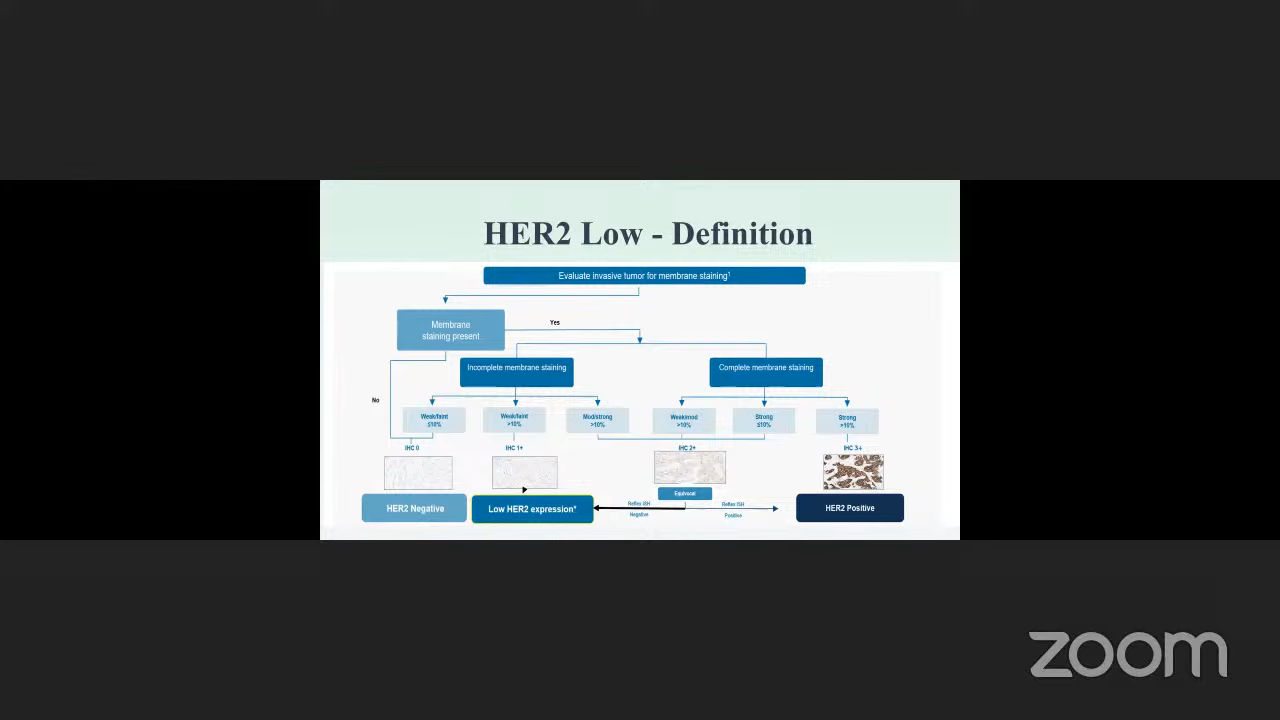 HER2 Low - Definition
Evaluate invasive tumor for membrane staining¹
Membrane
staining present
Yes
Incomplete membrane staining
Complete membrane staining
No
Weak/faint
≤10%
Weak/faint
>10%
Mod/strong
>10%
Weak/mod
>10%
Strong
≤10%
Strong
>10%
IHC 0
IHC 1+
IHC 2+
IHC 3+
Equivocal
HER2 Negative
Low HER2 expression*
Reflex ISH
Negative
Reflex ISH
Positive
HER2 Positive
zoom